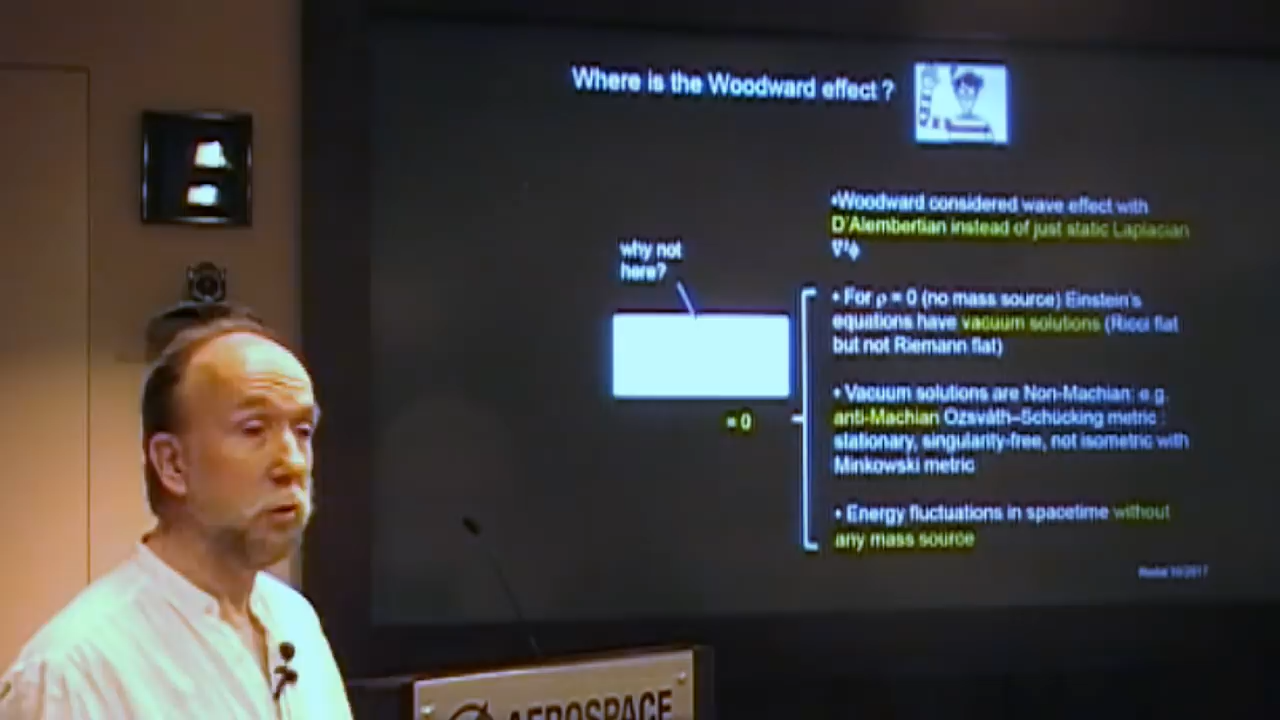 Where is the Woodward effect ?
•Woodward considered wave effect with
D'Alembertian instead of just static Laplacian
∇²ϕ
why not
here?
• For ρ = 0 (no mass source) Einstein's
equations have vacuum solutions (Ricci flat
but not Riemann flat)
• Vacuum solutions are Non-Machian: e.g.
anti-Machian Ozsváth–Schücking metric :
stationary, singularity-free, not isometric with
Minkowski metric
= 0
• Energy fluctuations in spacetime without
any mass source
10/2017
AEROSPACE